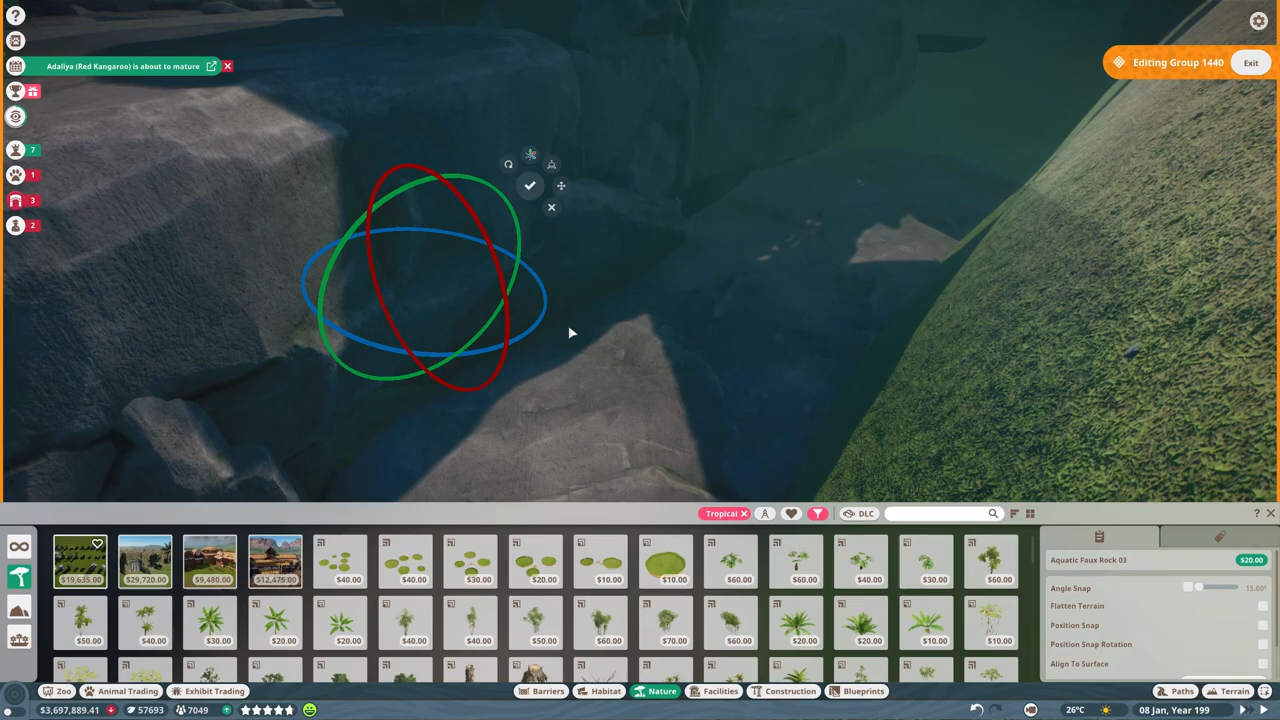 Adaliya (Red Kangaroo) is about to mature
Editing Group 1440
Exit
7
1
3
2
Tropical
DLC
?
$19,635.00
$29,720.00
$9,480.00
$12,475.00
$40.00
$40.00
$30.00
$20.00
$10.00
$10.00
$60.00
$60.00
$40.00
$30.00
$60.00
$50.00
$40.00
$30.00
$20.00
$20.00
$40.00
$40.00
$50.00
$60.00
$70.00
$60.00
$20.00
$20.00
$10.00
$10.00
Aquatic Faux Rock 03
$20.00
Angle Snap
15.00°
Flatten Terrain
Position Snap
Position Snap Rotation
Align To Surface
Zoo
Animal Trading
Exhibit Trading
Barriers
Habitat
Nature
Facilities
Construction
Blueprints
Paths
Terrain
$3,697,889.41
57693
7049
26°C
08 Jan, Year 199